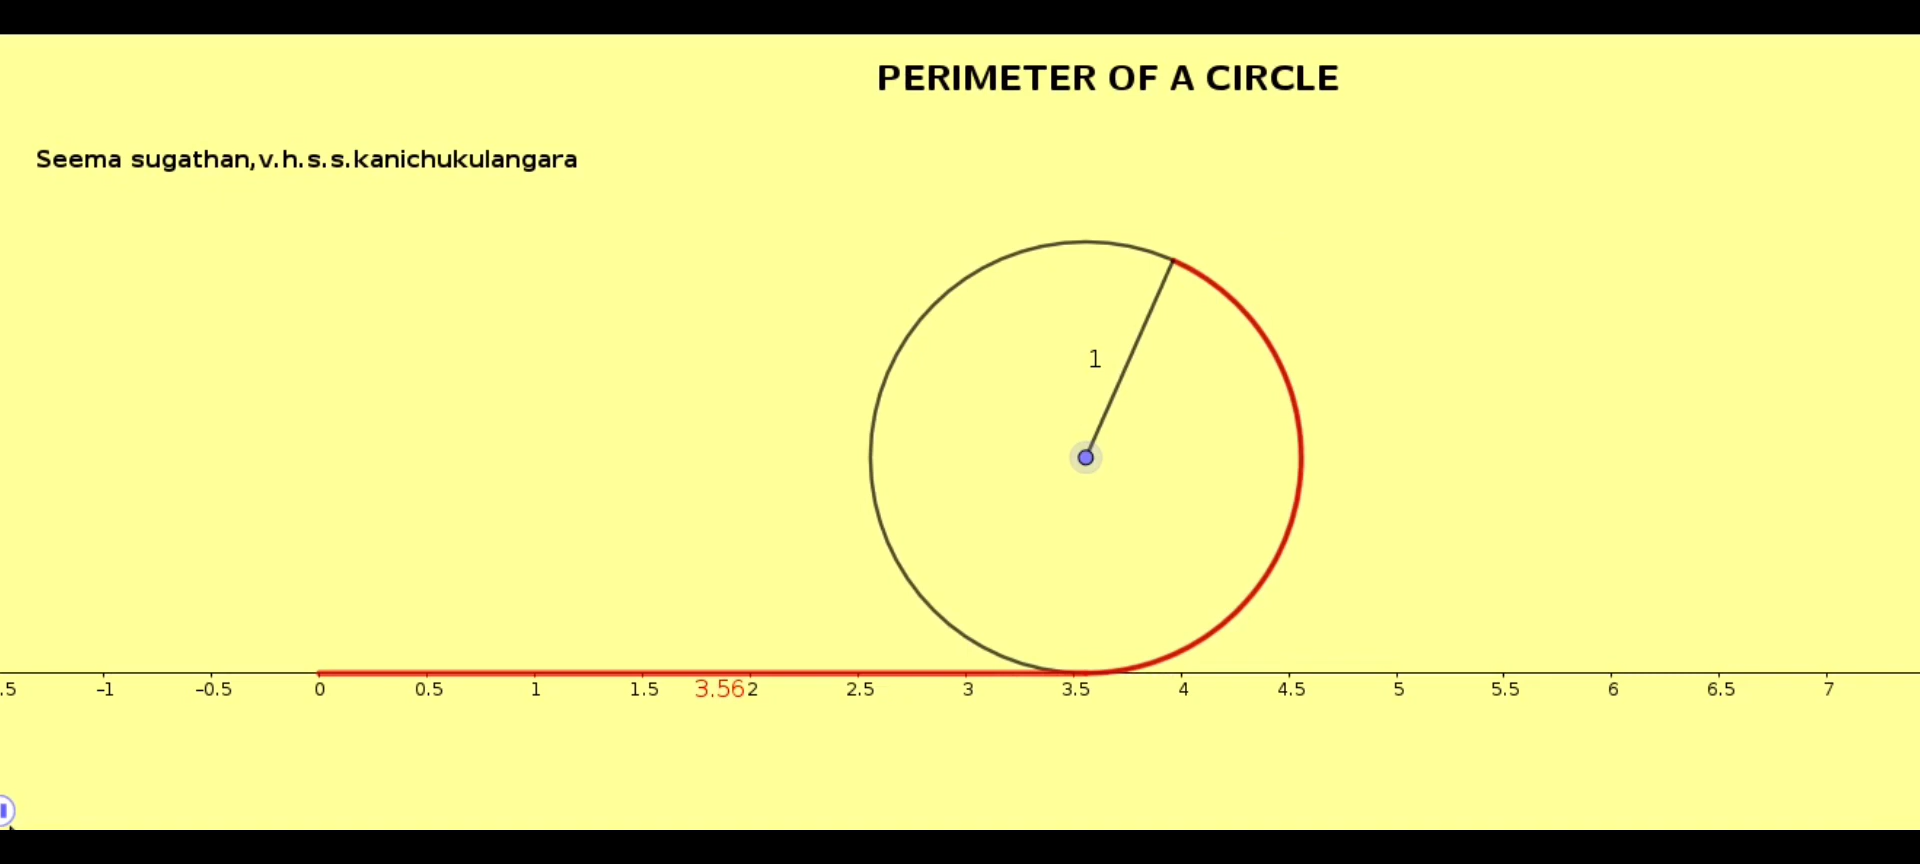 PERIMETER OF A CIRCLE
Seema sugathan,v.h.s.s.kanichukulangara
1
.5 -1 -0.5 0 0.5 1 1.5 3.56 2 2.5 3 3.5 4 4.5 5 5.5 6 6.5 7